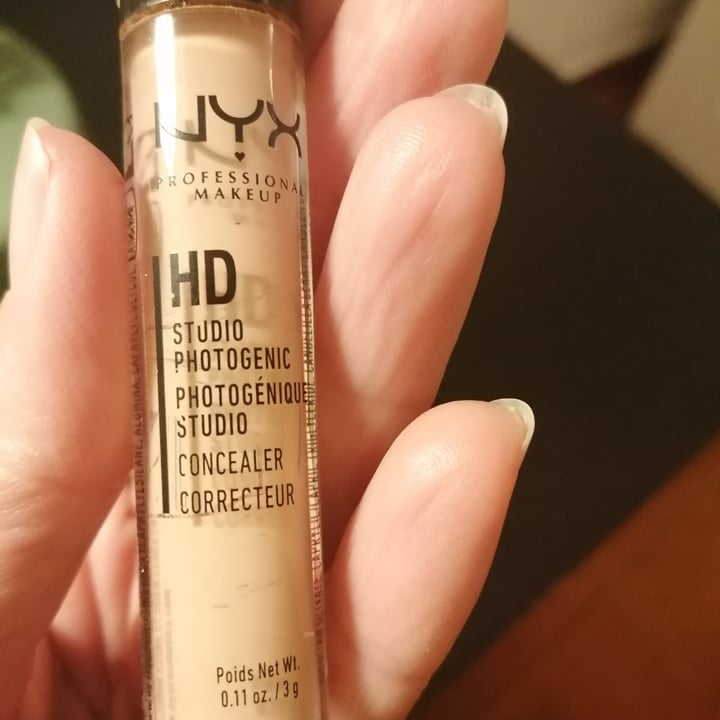 NYX
PROFESSIONAL
MAKEUP
HD
STUDIO
PHOTOGENIC
PHOTOGÉNIQUE
STUDIO
CONCEALER
CORRECTEUR
Poids Net Wt.
0.11 oz. / 3 g